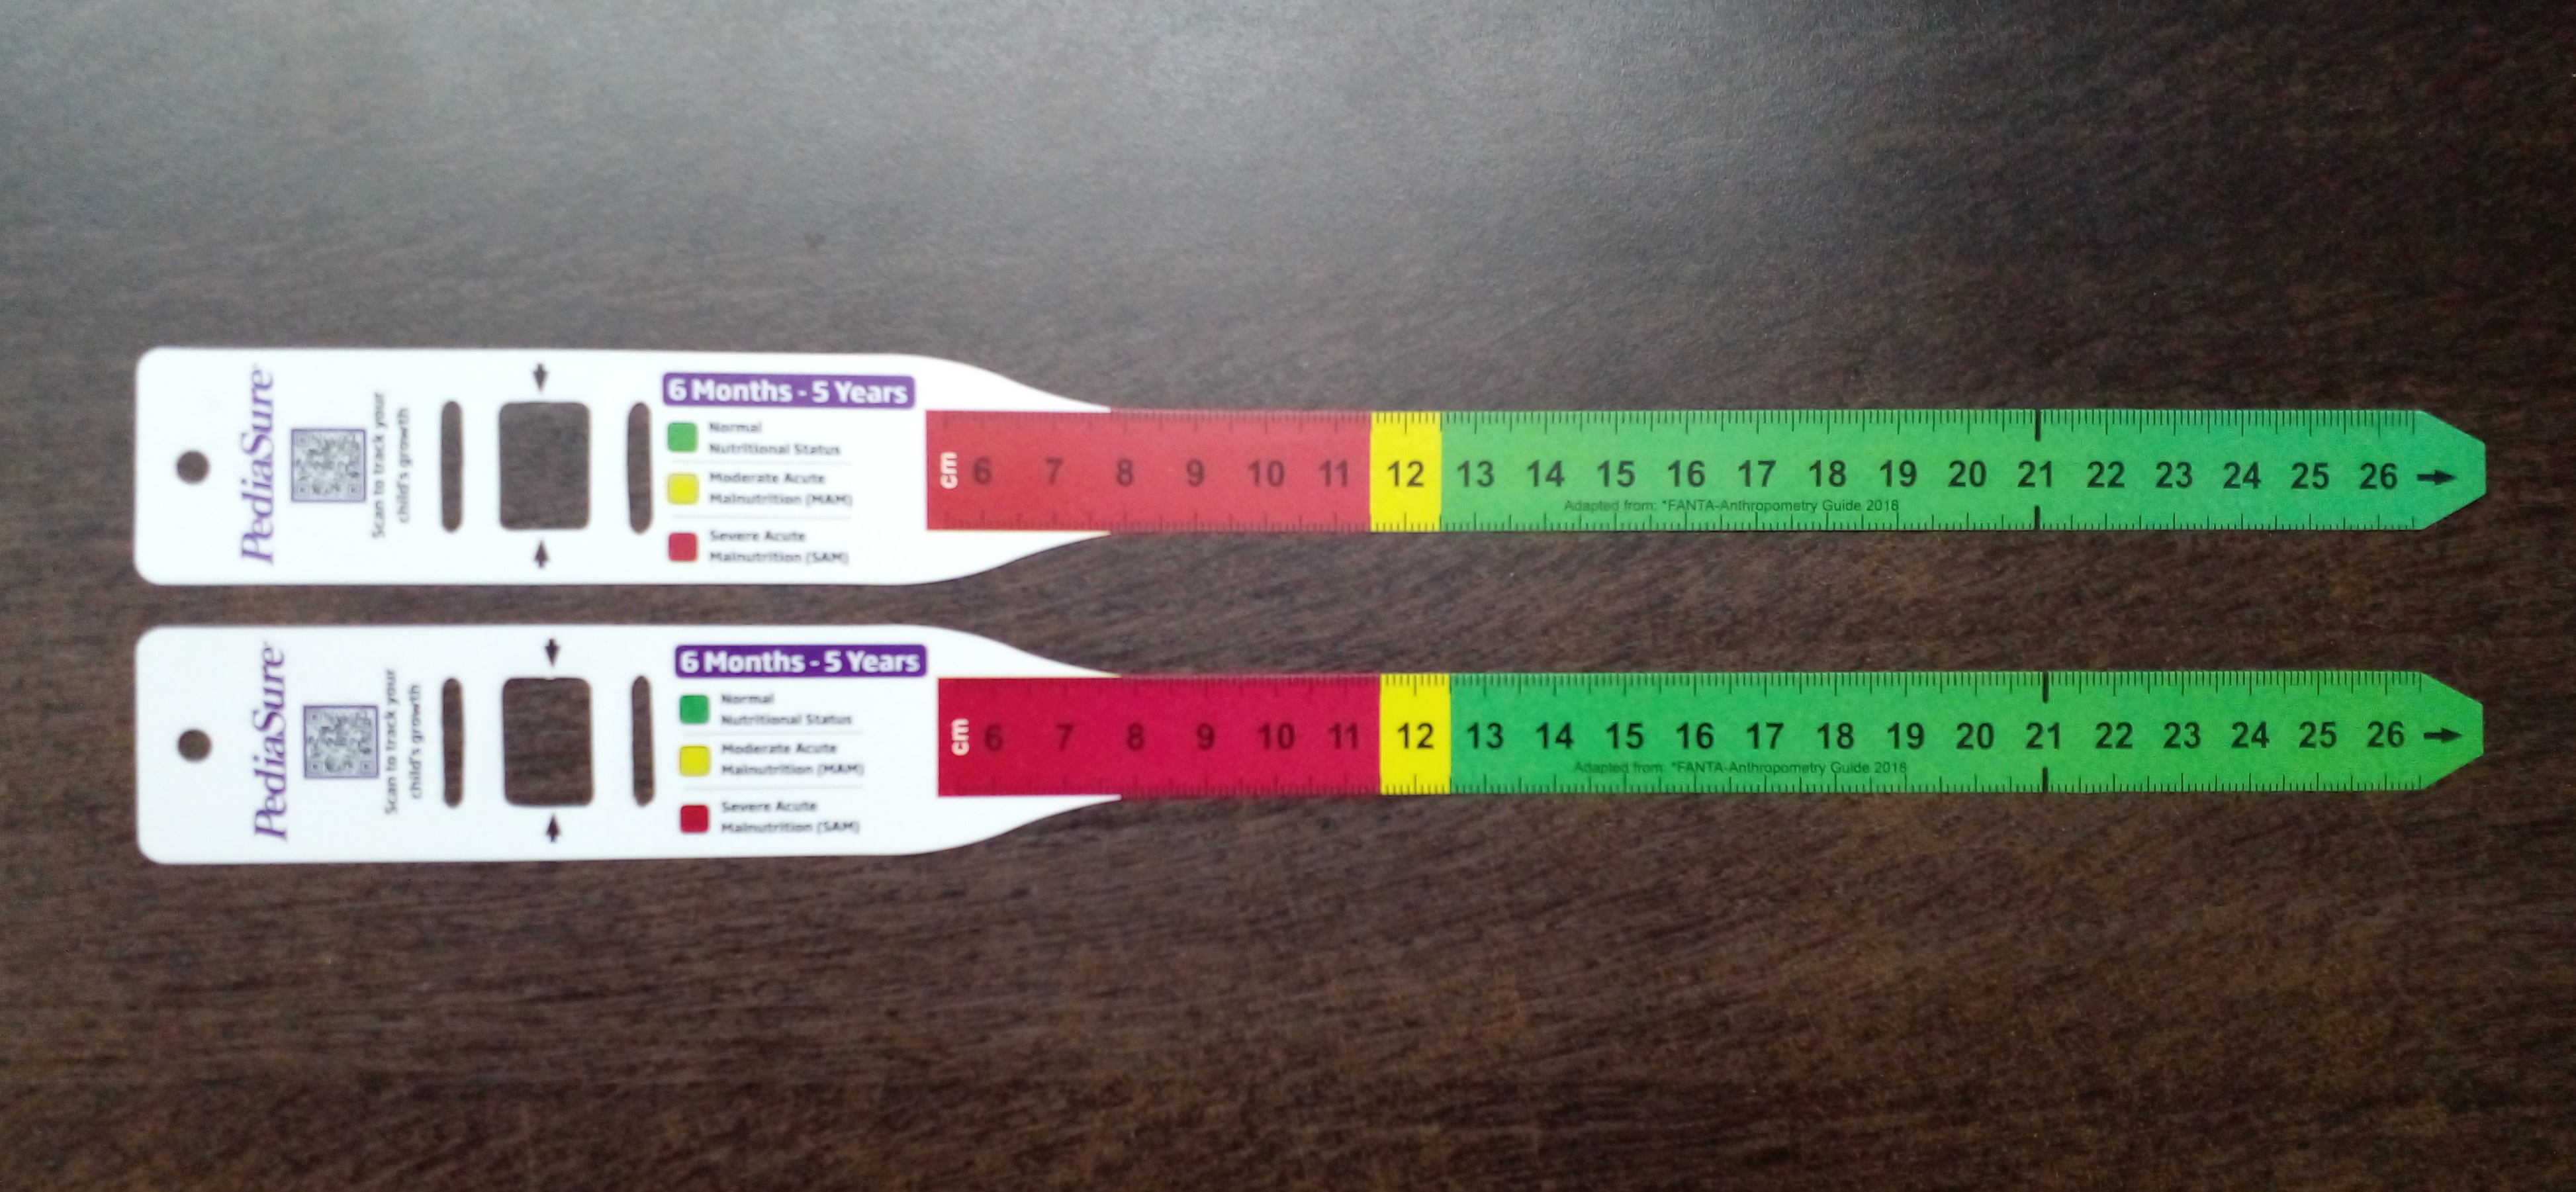 PediaSure
Scan to track your
child's growth
6 Months - 5 Years
Normal
Nutritional Status
Moderate Acute
Malnutrition (MAM)
Severe Acute
Malnutrition (SAM)
cm 6 7 8 9 10 11 12 13 14 15 16 17 18 19 20 21 22 23 24 25 26
Adapted from: *FANTA-Anthropometry Guide 2018
PediaSure
Scan to track your
child's growth
6 Months - 5 Years
Normal
Nutritional Status
Moderate Acute
Malnutrition (MAM)
Severe Acute
Malnutrition (SAM)
cm 6 7 8 9 10 11 12 13 14 15 16 17 18 19 20 21 22 23 24 25 26
Adapted from: *FANTA-Anthropometry Guide 2018